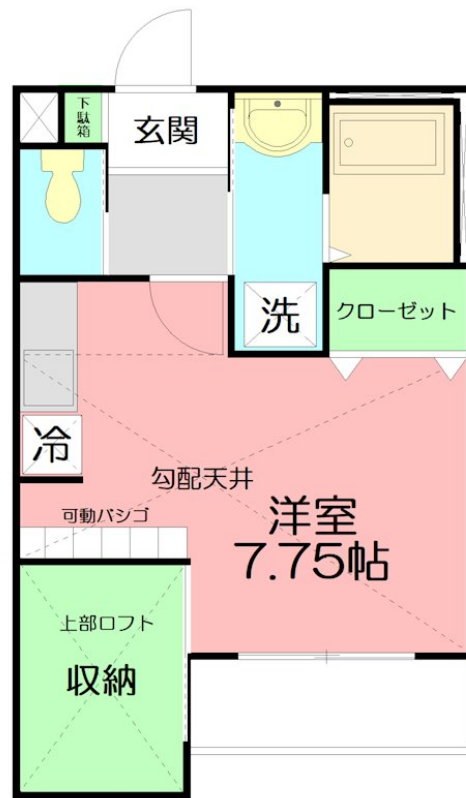 下駄箱
玄関
洗
クローゼット
冷
勾配天井
可動バシゴ
洋室
7.75帖
上部ロフト
収納